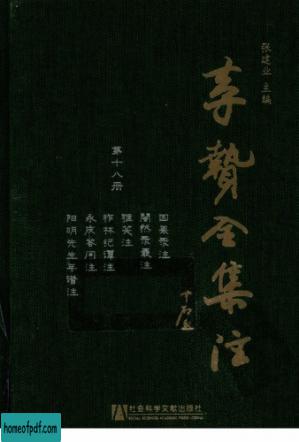 张建业 主编
李贽全集注
第十八册
因果录注
闇然录最注
雅笑注
柞林纪谭注
永庆答问注
阳明先生年谱注
社会科学文献出版社
SOCIAL SCIENCES ACADEMIC PRESS (CHINA)
homeofpdf.com